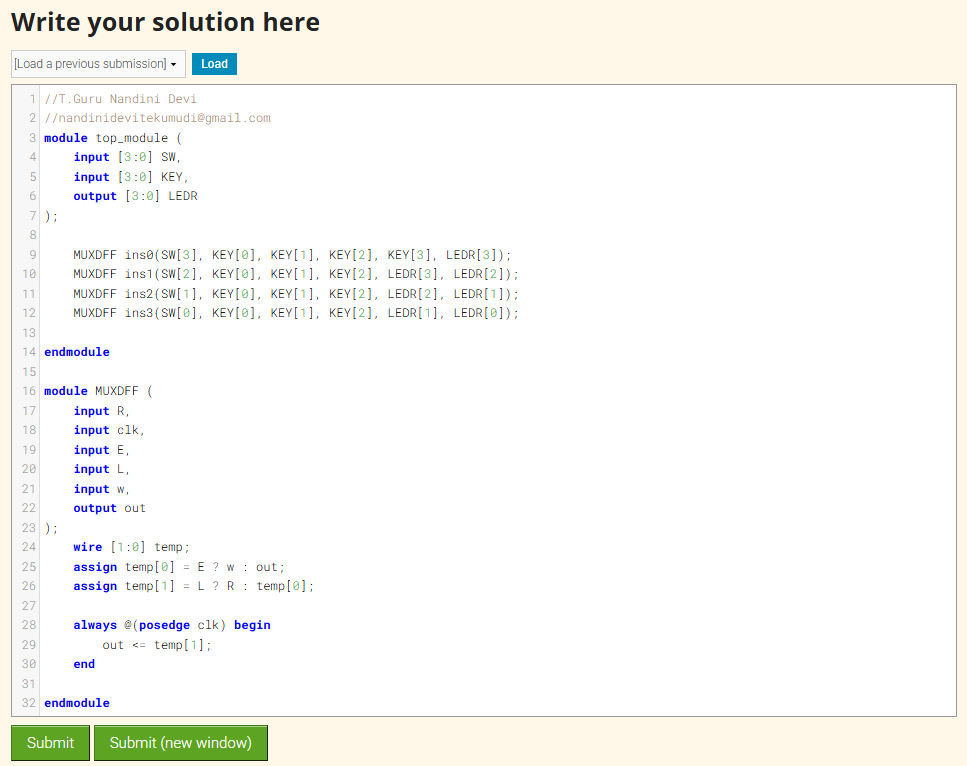 Write your solution here
[Load a previous submission]
Load
1 //T.Guru Nandini Devi
2 //nandinidevitekumudi@gmail.com
3 module top_module (
4     input [3:0] SW,
5     input [3:0] KEY,
6     output [3:0] LEDR
7 );
8
9     MUXDFF ins0(SW[3], KEY[0], KEY[1], KEY[2], KEY[3], LEDR[3]);
10     MUXDFF ins1(SW[2], KEY[0], KEY[1], KEY[2], LEDR[3], LEDR[2]);
11     MUXDFF ins2(SW[1], KEY[0], KEY[1], KEY[2], LEDR[2], LEDR[1]);
12     MUXDFF ins3(SW[0], KEY[0], KEY[1], KEY[2], LEDR[1], LEDR[0]);
13
14 endmodule
15
16 module MUXDFF (
17     input R,
18     input clk,
19     input E,
20     input L,
21     input w,
22     output out
23 );
24     wire [1:0] temp;
25     assign temp[0] = E ? w : out;
26     assign temp[1] = L ? R : temp[0];
27
28     always @(posedge clk) begin
29         out <= temp[1];
30     end
31
32 endmodule
Submit
Submit (new window)